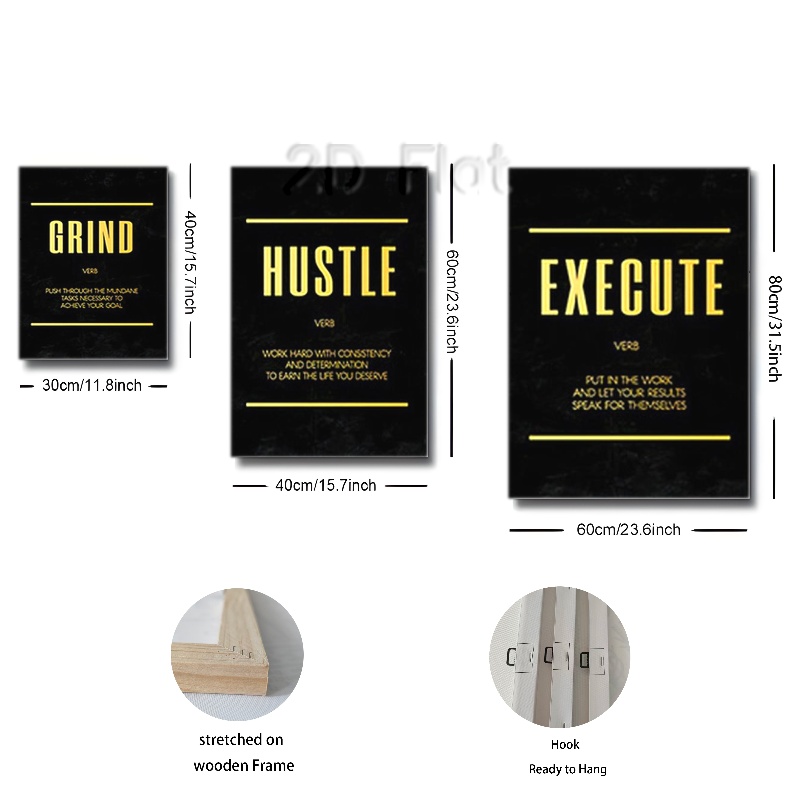 2D Flat
GRIND
VERB
PUSH THROUGH THE MUNDANE
TASKS NECESSARY TO
ACHIEVE YOUR GOAL
40cm/15.7inch
30cm/11.8inch
HUSTLE
VERB
WORK HARD WITH CONSISTENCY
AND DETERMINATION
TO EARN THE LIFE YOU DESERVE
60cm/23.6inch
40cm/15.7inch
EXECUTE
VERB
PUT IN THE WORK
AND LET YOUR RESULTS
SPEAK FOR THEMSELVES
80cm/31.5inch
60cm/23.6inch
stretched on
wooden Frame
Hook
Ready to Hang